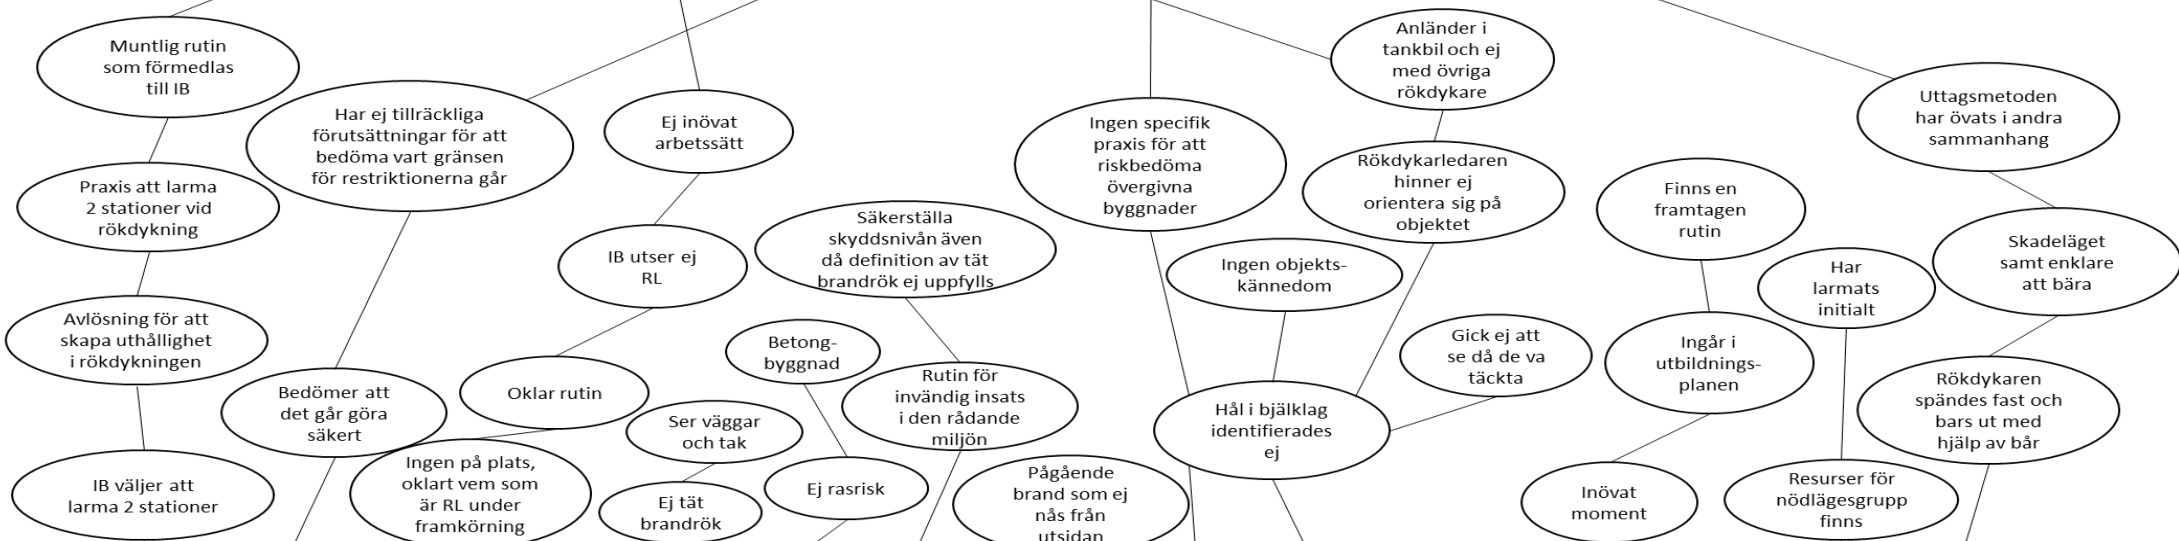 Muntlig rutin
som förmedlas
till IB
Praxis att larma
2 stationer vid
rökdykning
Avlösning för att
skapa uthållighet
i rökdykningen
IB väljer att
larma 2 stationer
Har ej tillräckliga
förutsättningar för att
bedöma vart gränsen
för restriktionerna går
Bedömer att
det går göra
säkert
Ej inövat
arbetssätt
IB utser ej
RL
Oklar rutin
Ingen på plats,
oklart vem som
är RL under
framkörning
Ser väggar
och tak
Ej tät
brandrök
Betong-
byggnad
Ej rasrisk
Säkerställa
skyddsnivån även
då definition av tät
brandrök ej uppfylls
Rutin för
invändig insats
i den rådande
miljön
Pågående
brand som ej
nås från
utsidan
Ingen specifik
praxis för att
riskbedöma
övergivna
byggnader
Anländer i
tankbil och ej
med övriga
rökdykare
Rökdykarledaren
hinner ej
orientera sig på
objektet
Ingen objekts-
kännedom
Gick ej att
se då de va
täckta
Hål i bjälklag
identifierades
ej
Finns en
framtagen
rutin
Ingår i
utbildnings-
planen
Inövat
moment
Har
larmats
initialt
Resurser för
nödlägesgrupp
finns
Uttagsmetoden
har övats i andra
sammanhang
Skadeläget
samt enklare
att bära
Rökdykaren
spändes fast och
bars ut med
hjälp av bår